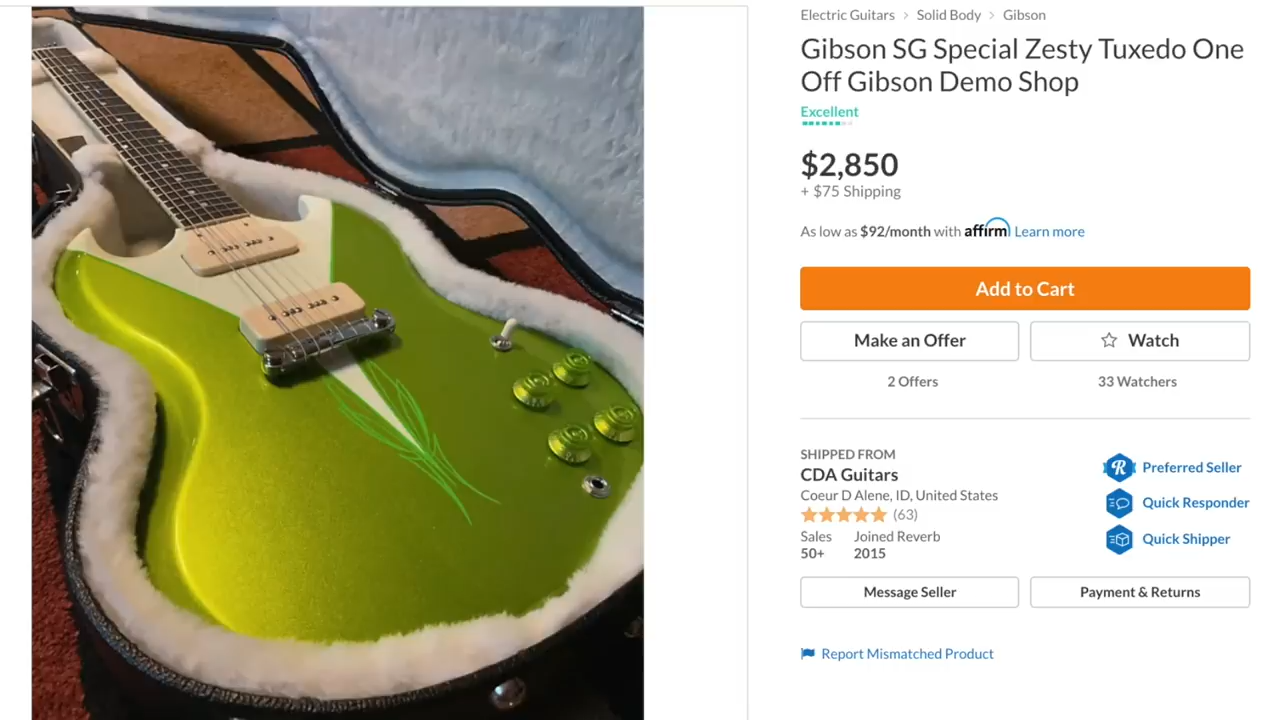 Electric Guitars > Solid Body > Gibson
Gibson SG Special Zesty Tuxedo One
Off Gibson Demo Shop
Excellent
$2,850
+ $75 Shipping
As low as $92/month with affirm Learn more
Add to Cart
Make an Offer
Watch
2 Offers
33 Watchers
SHIPPED FROM
CDA Guitars
Coeur D Alene, ID, United States
(63)
Sales Joined Reverb
50+ 2015
R Preferred Seller
Quick Responder
Quick Shipper
Message Seller
Payment & Returns
Report Mismatched Product